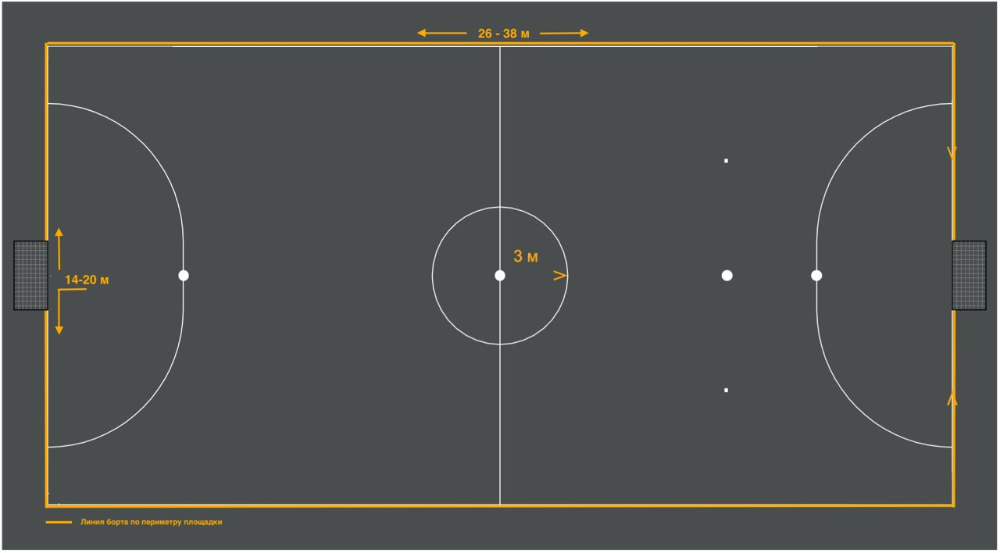 26 - 38 м
3 м
14-20 м
Линия борта по периметру площадки